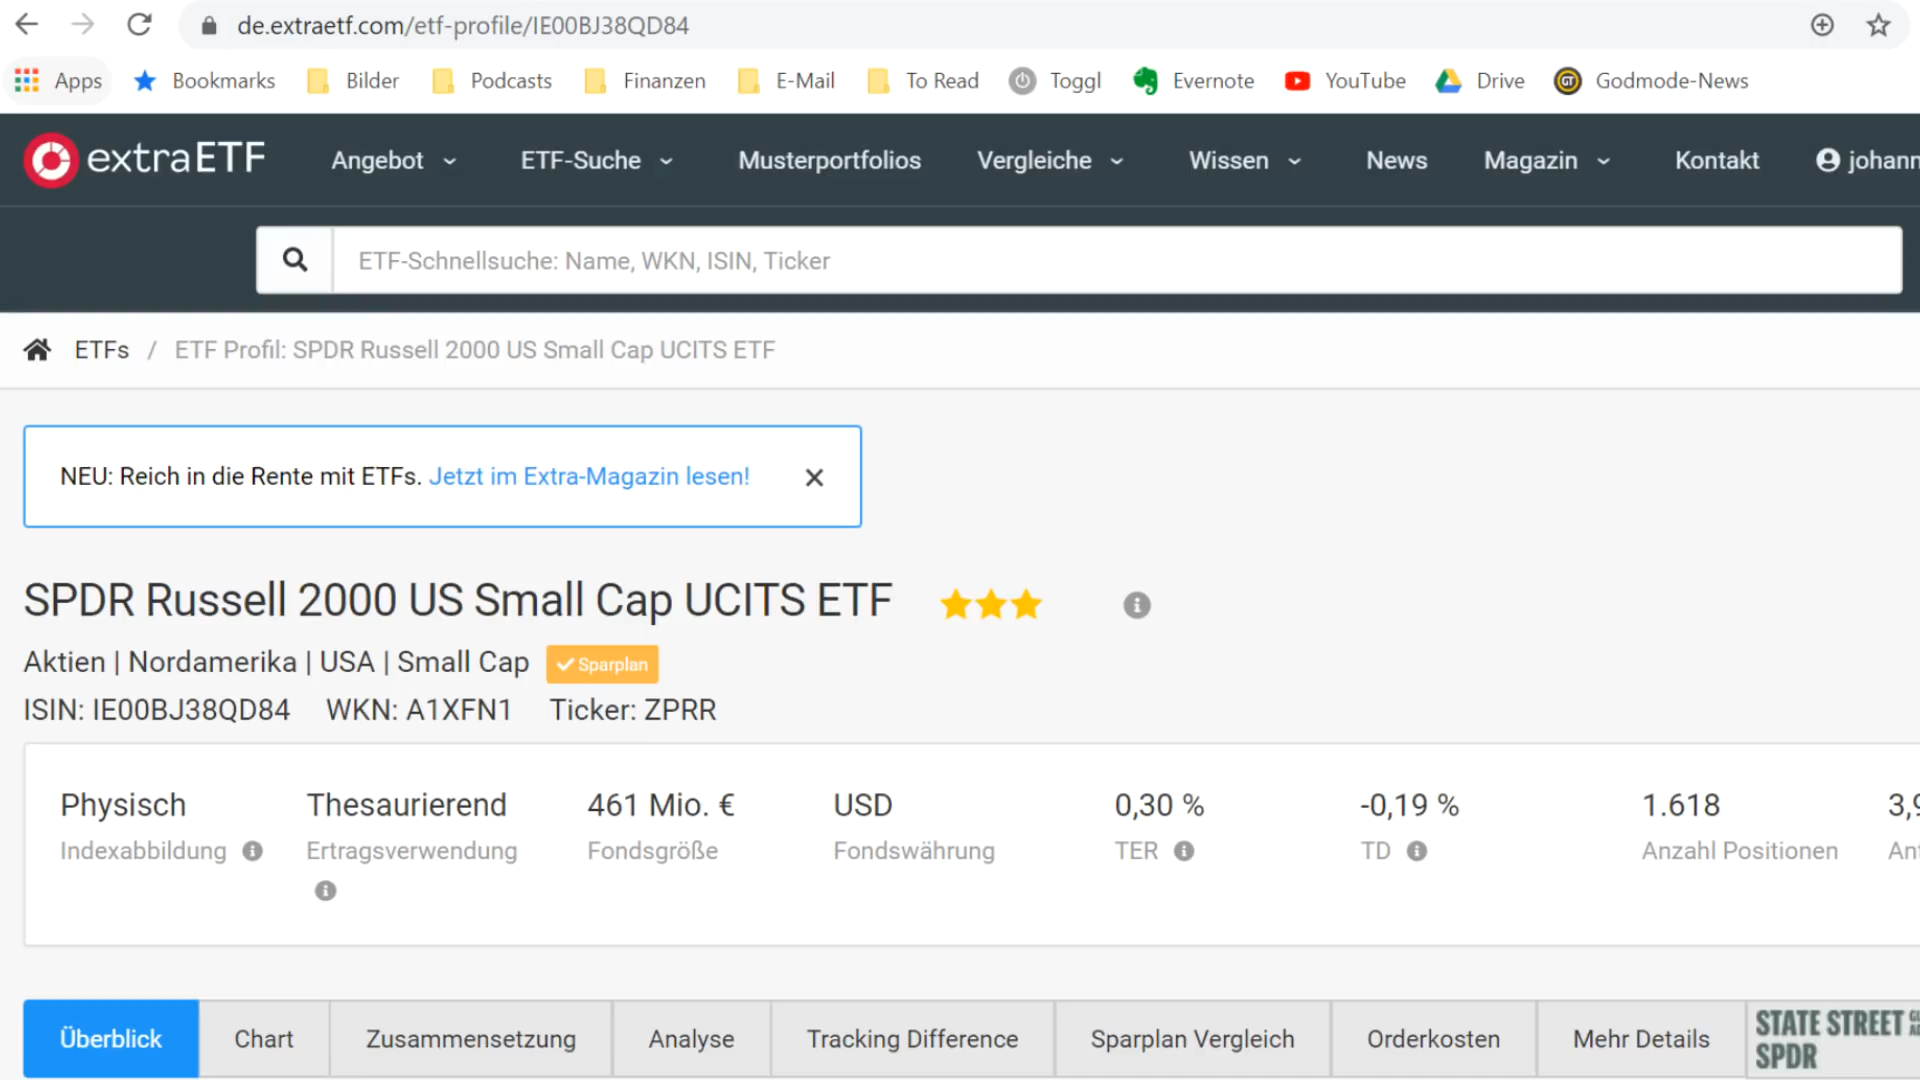 de.extraetf.com/etf-profile/IE00BJ38QD84
Apps Bookmarks Bilder Podcasts Finanzen E-Mail To Read Toggl Evernote YouTube Drive Godmode-News
extraETF Angebot ETF-Suche Musterportfolios Vergleiche Wissen News Magazin Kontakt johann
ETF-Schnellsuche: Name, WKN, ISIN, Ticker
ETFs / ETF Profil: SPDR Russell 2000 US Small Cap UCITS ETF
NEU: Reich in die Rente mit ETFs. Jetzt im Extra-Magazin lesen!
SPDR Russell 2000 US Small Cap UCITS ETF
Aktien | Nordamerika | USA | Small Cap Sparplan
ISIN: IE00BJ38QD84 WKN: A1XFN1 Ticker: ZPRR
Physisch Thesaurierend 461 Mio. € USD 0,30 % -0,19 % 1.618 3,9
Indexabbildung Ertragsverwendung Fondsgröße Fondswährung TER TD Anzahl Positionen Ant
Überblick Chart Zusammensetzung Analyse Tracking Difference Sparplan Vergleich Orderkosten Mehr Details STATE STREET
SPDR